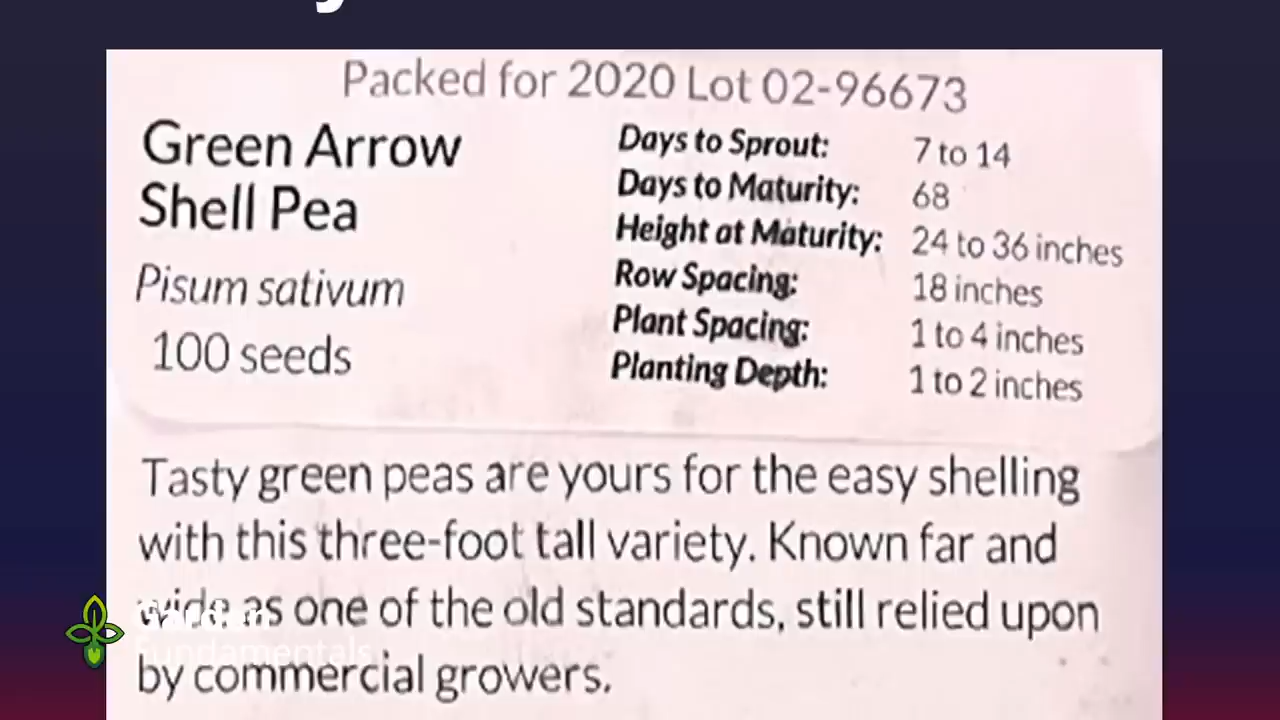 Packed for 2020 Lot 02-96673
Green Arrow
Shell Pea
Pisum sativum
100 seeds
Days to Sprout: 7 to 14
Days to Maturity: 68
Height at Maturity: 24 to 36 inches
Row Spacing: 18 inches
Plant Spacing: 1 to 4 inches
Planting Depth: 1 to 2 inches
Tasty green peas are yours for the easy shelling
with this three-foot tall variety. Known far and
wide as one of the old standards, still relied upon
by commercial growers.
Garden
Fundamentals